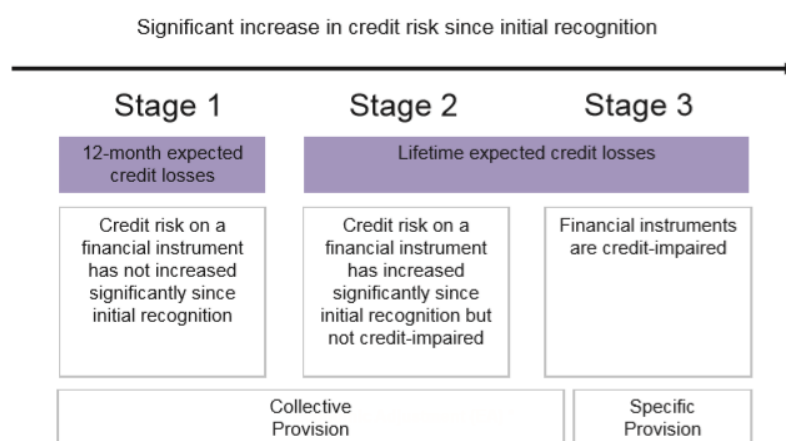 Significant increase in credit risk since initial recognition
Stage 1
Stage 2
Stage 3
12-month expected
credit losses
Lifetime expected credit losses
Credit risk on a
financial instrument
has not increased
significantly since
initial recognition
Credit risk on a
financial instrument
has increased
significantly since
initial recognition but
not credit-impaired
Financial instruments
are credit-impaired
Collective
Provision
Specific
Provision